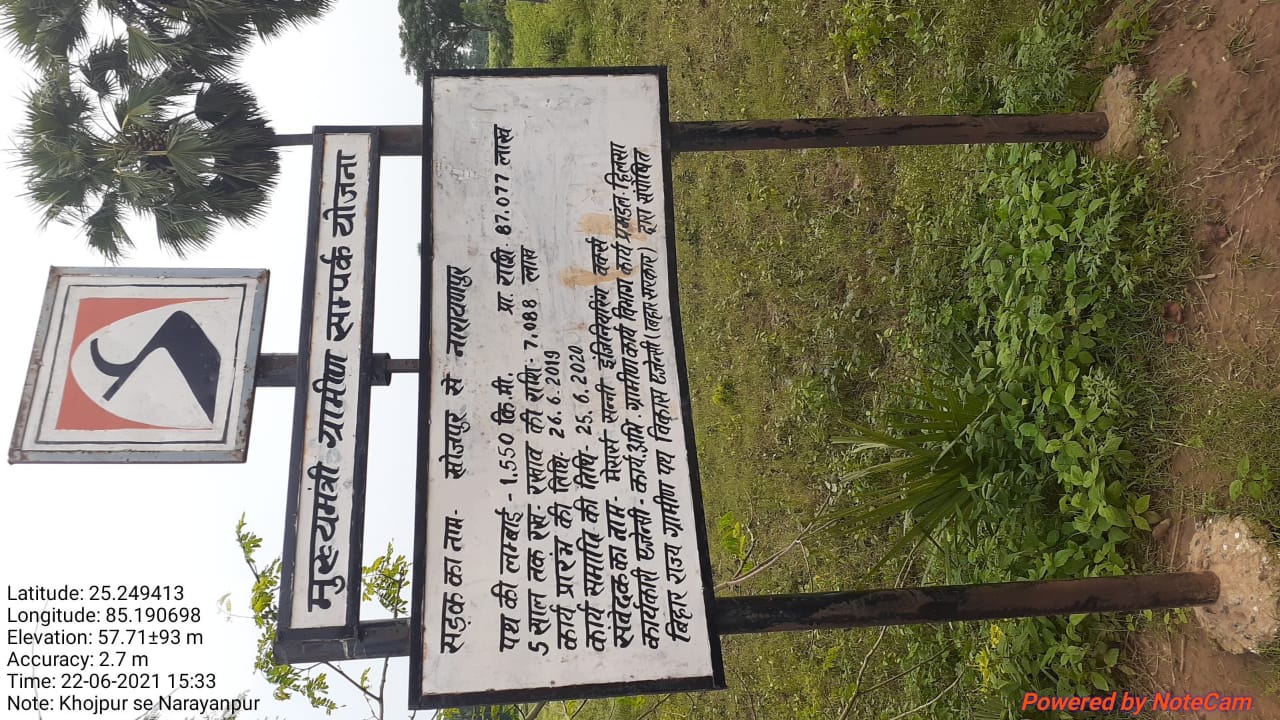 मुख्यमंत्री ग्रामीण सम्पर्क योजना
सड़क का नाम- खोजपुर से नारायणपुर
पथ की लम्बाई - 1.550 कि.मी. प्रा. राशि- 87.077 लाख
5 साल तक रख- रखाव की राशि:- 7.088 लाख
कार्य प्रारंभ की तिथि- 26.6.2019
कार्य समाप्ति की तिथि- 25.6.2020
संवेदक का नाम- मेसर्स सन्नी इंजिनियरिंग वर्क्स
कार्यकारी एजेन्सी - कार्य.अभि. ग्रामीण कार्य विभाग कार्य प्रमंडल- हिलसा
बिहार राज्य ग्रामीण पथ विकास एजेन्सी (बिहार सरकार) द्वारा संपोषित
Latitude: 25.249413
Longitude: 85.190698
Elevation: 57.71±93 m
Accuracy: 2.7 m
Time: 22-06-2021 15:33
Note: Khojpur se Narayanpur
Powered by NoteCam